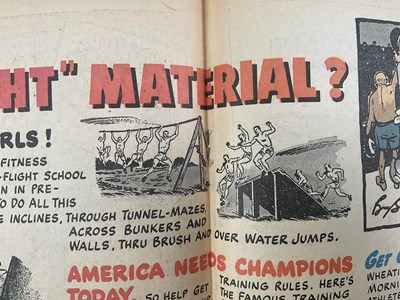 HT" MATERIAL?
RLS!
FITNESS
-FLIGHT SCHOOL
N IN PRE-
TO DO ALL THIS
E INCLINES, THROUGH TUNNEL-MAZES,
ACROSS BUNKERS AND
WALLS, THRU BRUSH AND OVER WATER JUMPS.
AMERICA NEEDS CHAMPIONS
TODAY. SO HELP GET
TRAINING RULES. HERE'S
THE FAMOUS TRAINING
GET
WHEATI
MORNIN